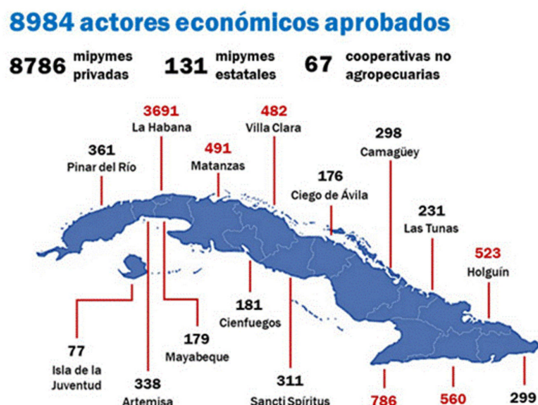 8984 actores económicos aprobados
8786 mipymes privadas
131 mipymes estatales
67 cooperativas no agropecuarias
3691
La Habana
482
Villa Clara
361
Pinar del Río
491
Matanzas
298
Camagüey
176
Ciego de Ávila
231
Las Tunas
523
Holguín
77
Isla de la
Juventud
338
Artemisa
179
Mayabeque
181
Cienfuegos
311
Sancti Spíritus
786
560
299